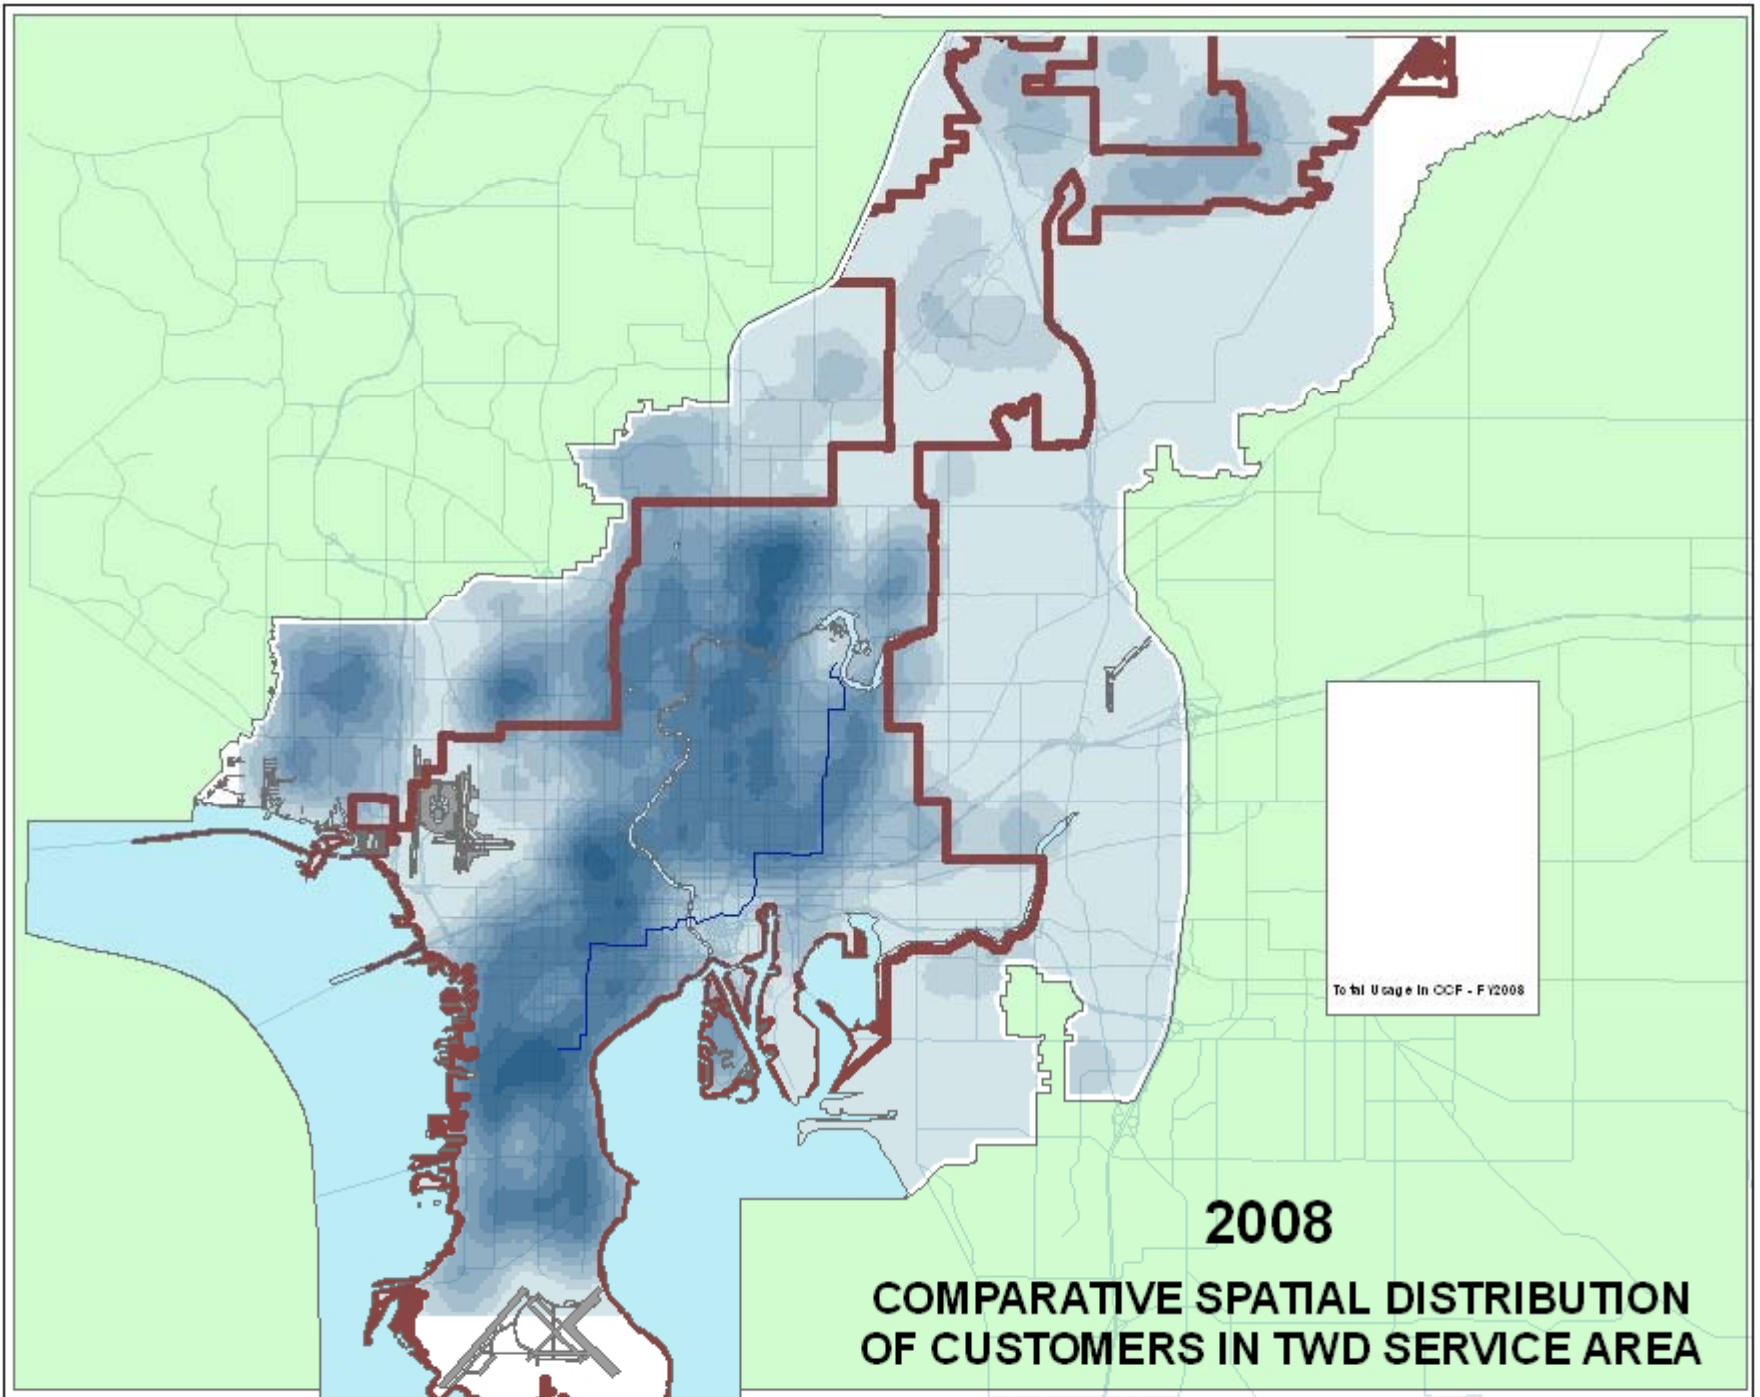 Total Usage in CCF - FY2008
2008
COMPARATIVE SPATIAL DISTRIBUTION
OF CUSTOMERS IN TWD SERVICE AREA